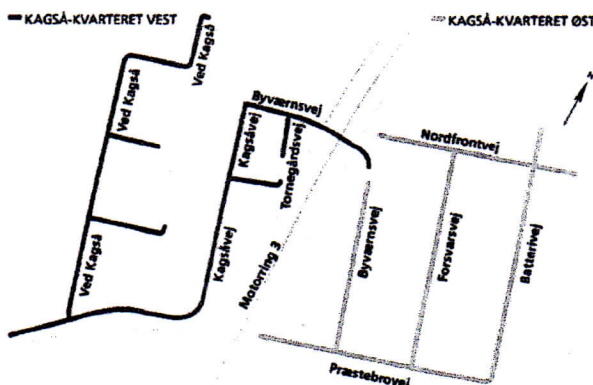 KAGSÅ-KVARTERET VEST
KAGSÅ-KVARTERET ØST
Ved Kagså
Ved Kagså
Ved Kagså
Byværnsvej
Kagsåvej
Tornegårdsvej
Kagsåvej
Motorring 3
N
Nordfrontvej
Byværnsvej
Forsvarsvej
Batterivej
Præstebrovej